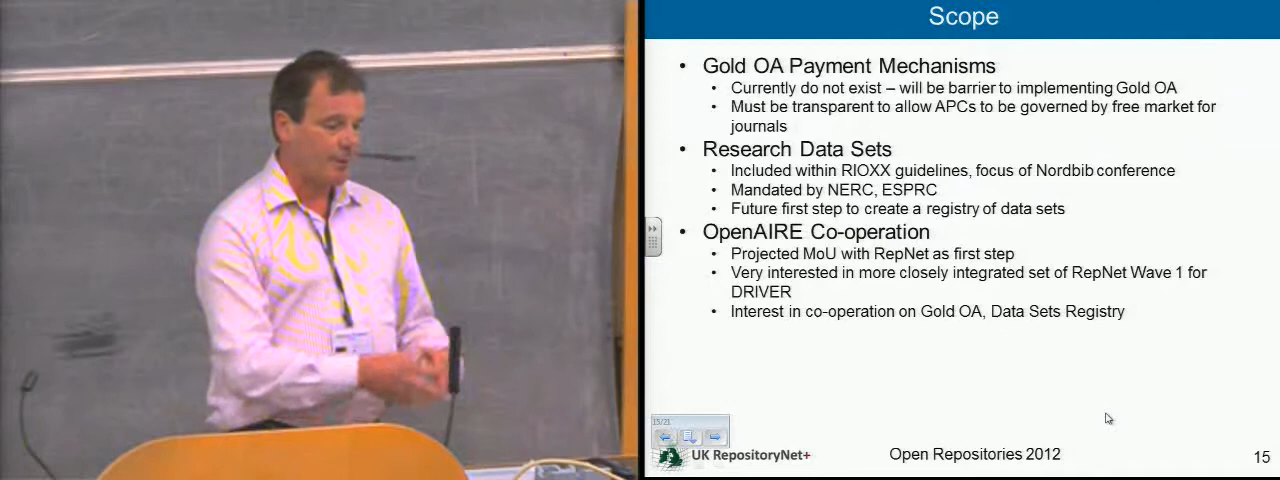 Scope
• Gold OA Payment Mechanisms
• Currently do not exist – will be barrier to implementing Gold OA
• Must be transparent to allow APCs to be governed by free market for
journals
• Research Data Sets
• Included within RIOXX guidelines, focus of Nordbib conference
• Mandated by NERC, ESPRC
• Future first step to create a registry of data sets
• OpenAIRE Co-operation
• Projected MoU with RepNet as first step
• Very interested in more closely integrated set of RepNet Wave 1 for
DRIVER
• Interest in co-operation on Gold OA, Data Sets Registry
15/21
UK RepositoryNet+
Open Repositories 2012
15